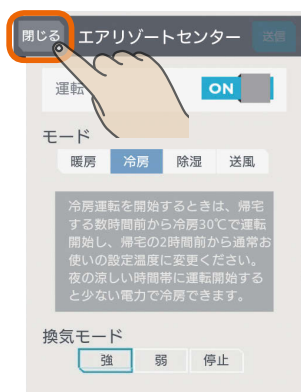 閉じる エアリゾートセンター 送信
運転 ON
モード
暖房 冷房 除湿 送風
冷房運転を開始するときは、帰宅
する数時間前から冷房30℃で運転
開始し、帰宅の2時間前から通常お
使いの設定温度に変更ください。
夜の涼しい時間帯に運転開始する
と少ない電力で冷房できます。
換気モード
強 弱 停止